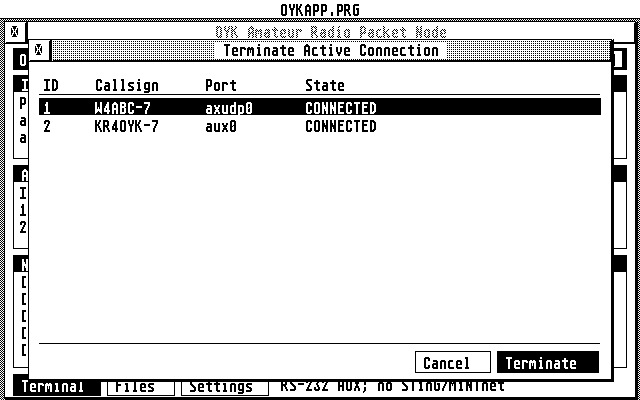 OYKAPP.PRG
OYK Amateur Radio Packet Node
Terminate Active Connection
ID Callsign Port State
1 W4ABC-7 axudp0 CONNECTED
2 KR4OYK-7 aux0 CONNECTED
Cancel Terminate
Terminal Files Settings RS-232 AUX; no STinG/MiNTnet